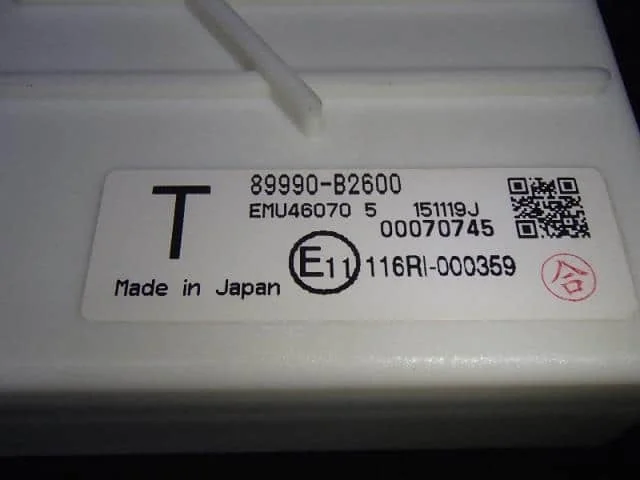 T
89990-B2600
EMU46070 5 151119J
00070745
E11 116RI-000359
Made in Japan
合